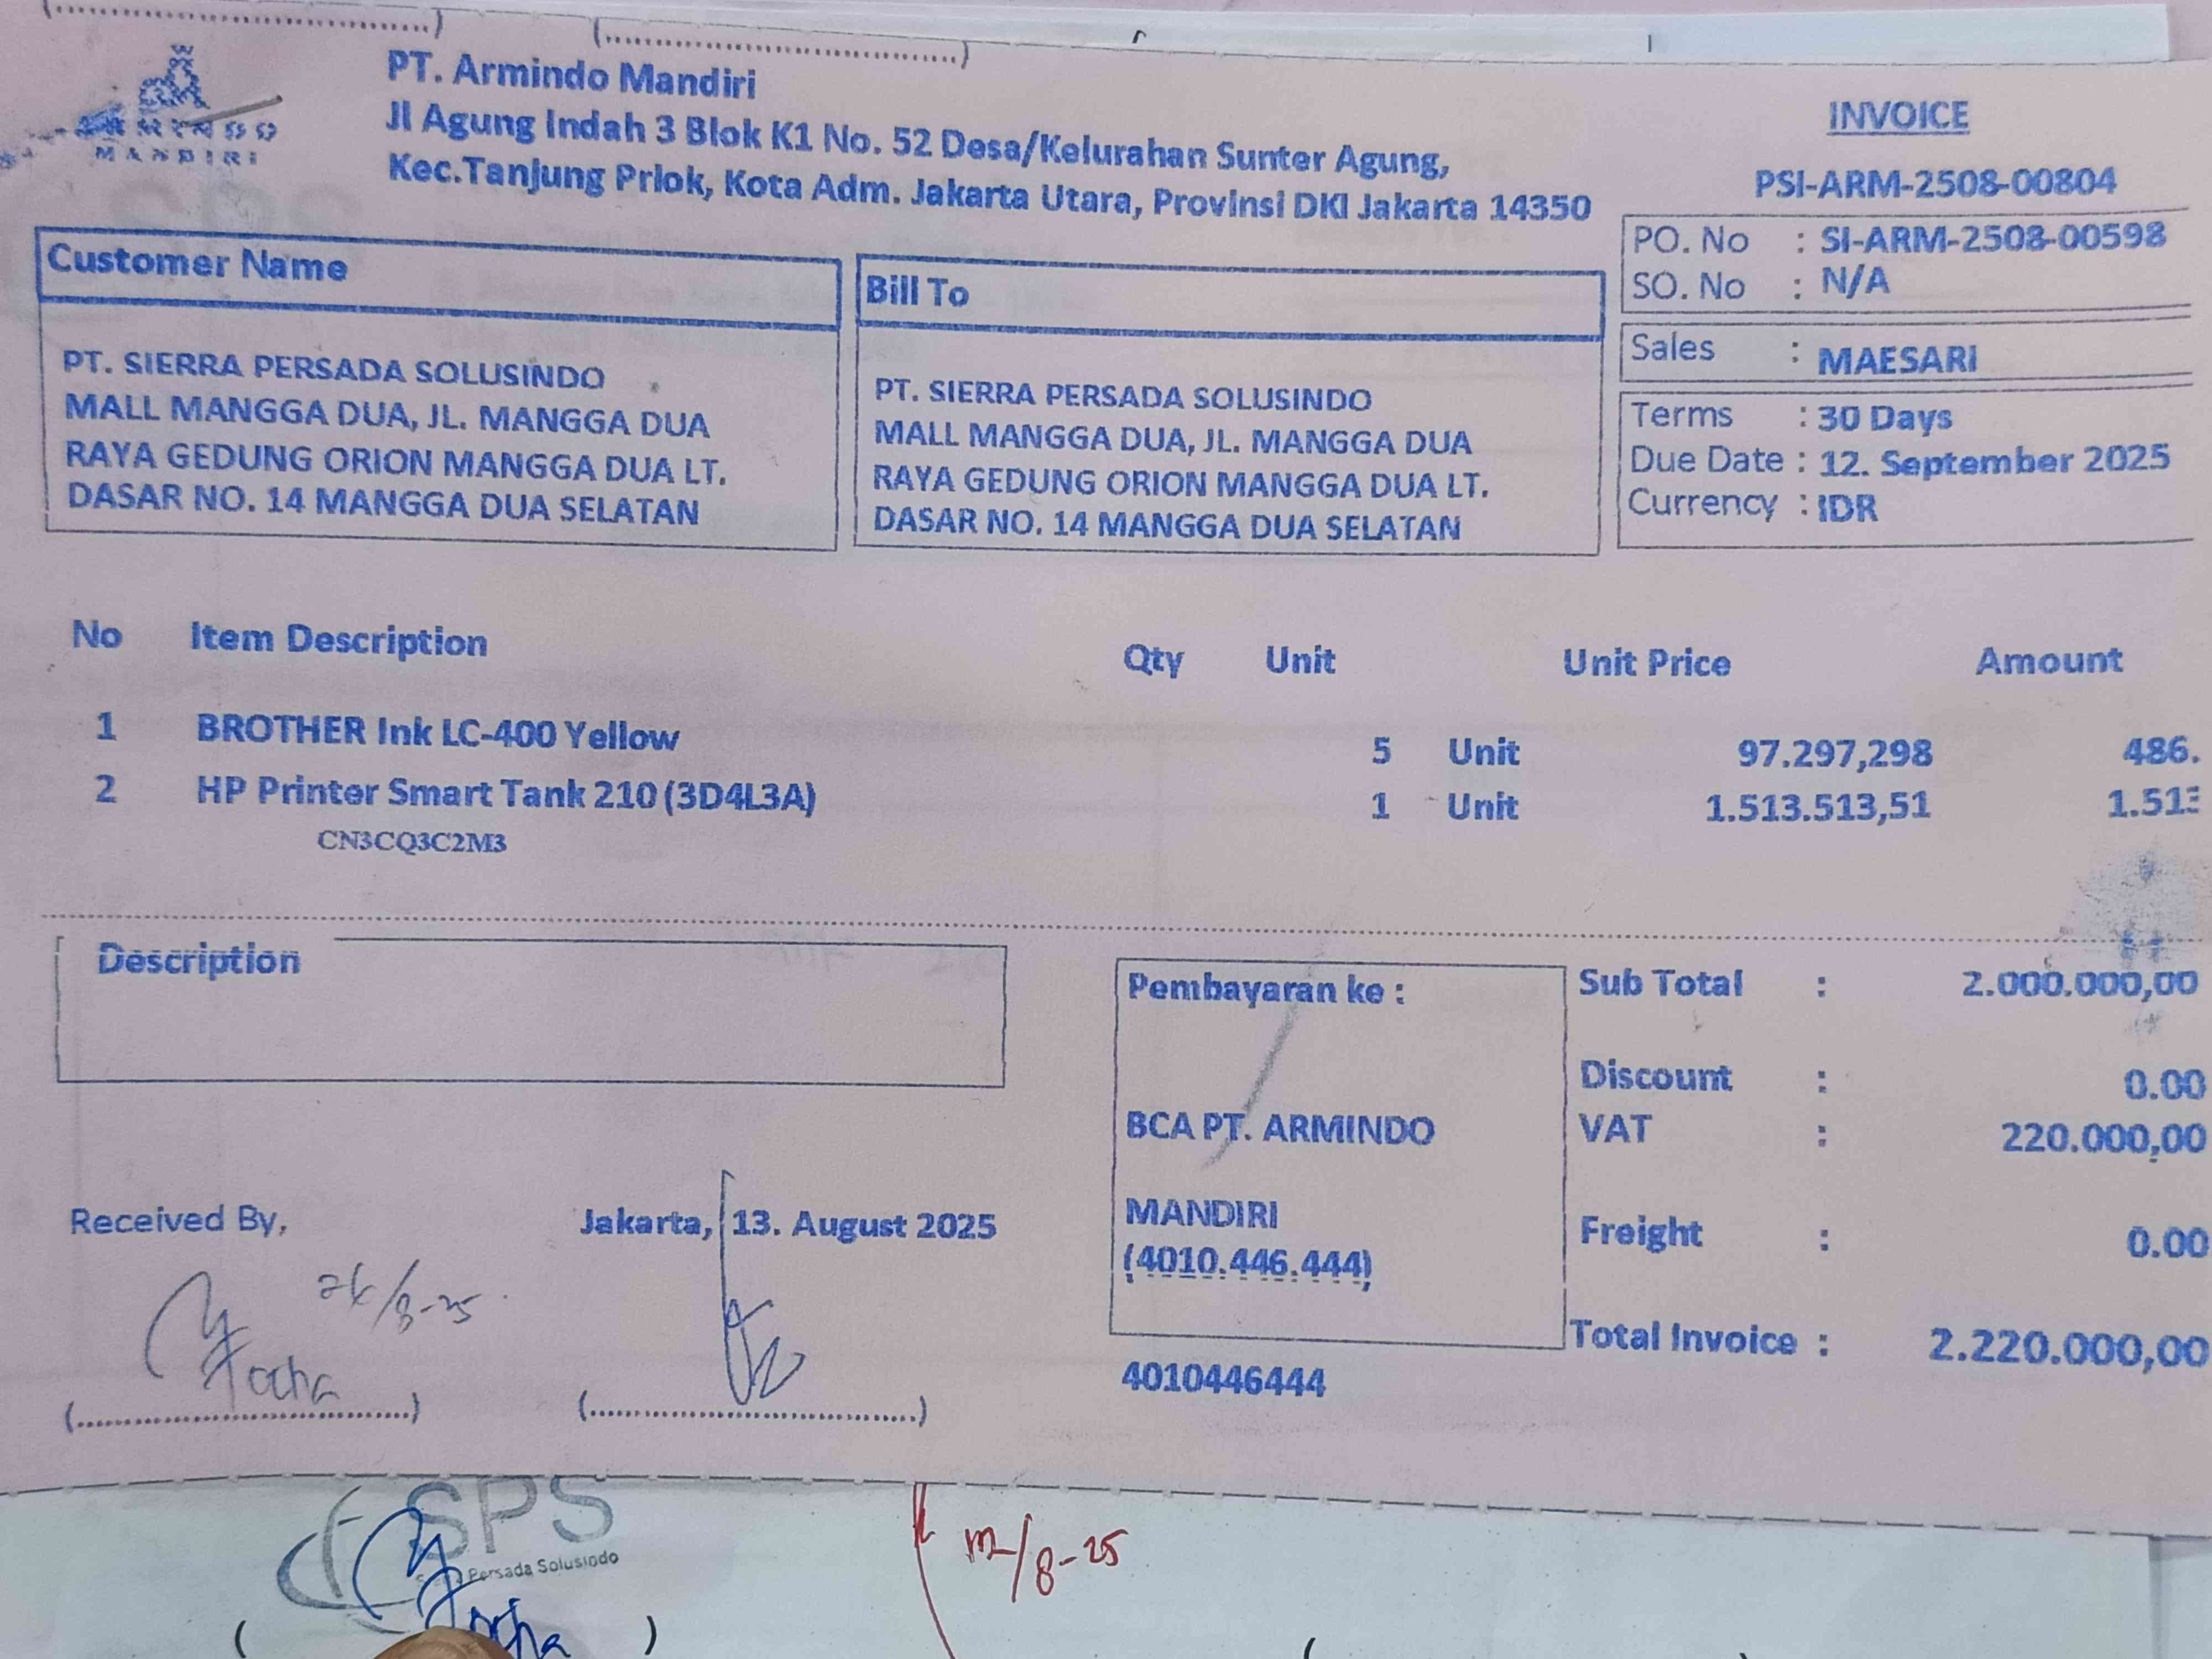 ARMINDO
MANDIRI
PT. Armindo Mandiri
Jl Agung Indah 3 Blok K1 No. 52 Desa/Kelurahan Sunter Agung,
Kec.Tanjung Priok, Kota Adm. Jakarta Utara, Provinsi DKI Jakarta 14350
INVOICE
PSI-ARM-2508-00804
PO. No : SI-ARM-2508-00598
SO. No : N/A
Sales : MAESARI
Terms : 30 Days
Due Date : 12. September 2025
Currency : IDR
Customer Name
PT. SIERRA PERSADA SOLUSINDO
MALL MANGGA DUA, JL. MANGGA DUA
RAYA GEDUNG ORION MANGGA DUA LT.
DASAR NO. 14 MANGGA DUA SELATAN
Bill To
PT. SIERRA PERSADA SOLUSINDO
MALL MANGGA DUA, JL. MANGGA DUA
RAYA GEDUNG ORION MANGGA DUA LT.
DASAR NO. 14 MANGGA DUA SELATAN
No Item Description Qty Unit Unit Price Amount
1 BROTHER Ink LC-400 Yellow 5 Unit 97.297,298 486.
2 HP Printer Smart Tank 210 (3D4L3A) 1 Unit 1.513.513,51 1.513
CN3CQ3C2M3
Description
Pembayaran ke :
BCA PT. ARMINDO
MANDIRI
(4010.446.444)
4010446444
Sub Total : 2.000.000,00
Discount : 0.00
VAT : 220.000,00
Freight : 0.00
Total Invoice : 2.220.000,00
Received By,
Jakarta, 13. August 2025
SPS
Persada Solusindo